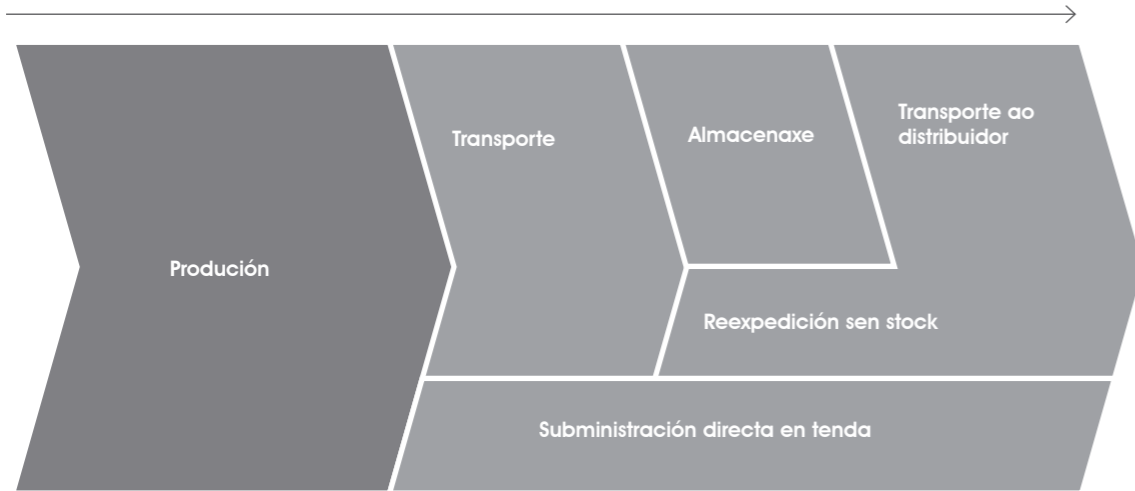 Produción
Transporte
Almacenaxe
Transporte ao
distribuidor
Reexpedición sen stock
Subministración directa en tenda